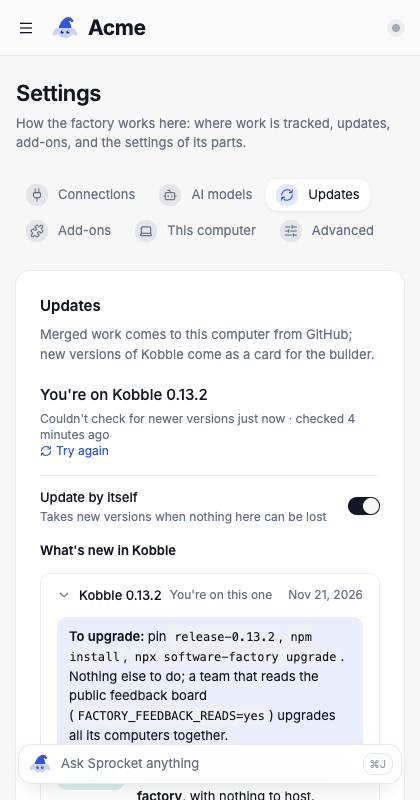 Acme
Settings
How the factory works here: where work is tracked, updates,
add-ons, and the settings of its parts.
Connections
AI models
Updates
Add-ons
This computer
Advanced
Updates
Merged work comes to this computer from GitHub;
new versions of Kobble come as a card for the builder.
You're on Kobble 0.13.2
Couldn't check for newer versions just now · checked 4
minutes ago
Try again
Update by itself
Takes new versions when nothing here can be lost
What's new in Kobble
Kobble 0.13.2 You're on this one Nov 21, 2026
To upgrade: pin release-0.13.2, npm
install, npx software-factory upgrade.
Nothing else to do; a team that reads the
public feedback board
(FACTORY_FEEDBACK_READS=yes) upgrades
all its computers together.
Ask Sprocket anything ⌘J
factory, with nothing to host.